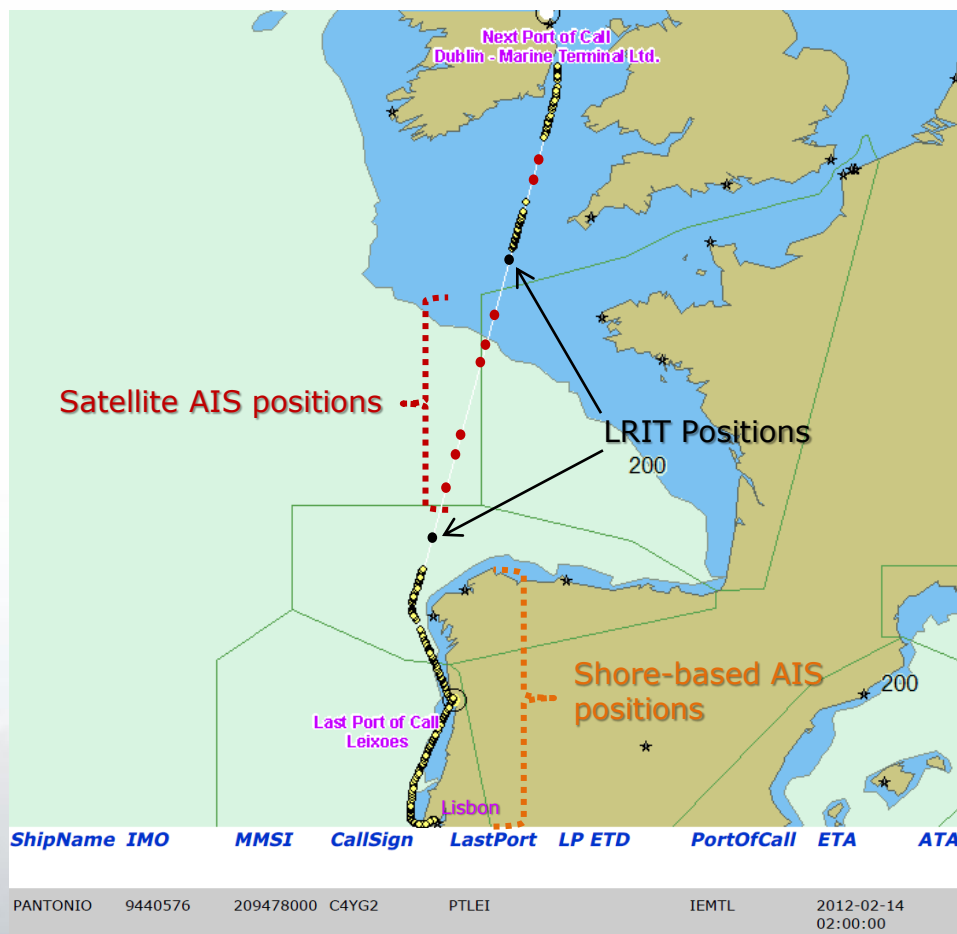 Next Port of Call
Dublin - Marine Terminal Ltd.
Satellite AIS positions
LRIT Positions
200
Shore-based AIS
positions
200
Last Port of Call
Leixoes
Lisbon
ShipName IMO MMSI CallSign LastPort LP ETD PortOfCall ETA ATA
PANTONIO 9440576 209478000 C4YG2 PTLEI IEMTL 2012-02-14
02:00:00